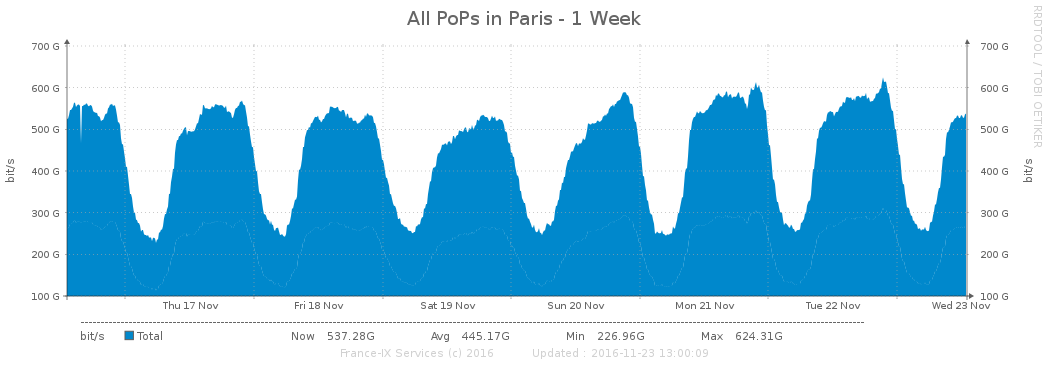 All PoPs in Paris - 1 Week
RRDTOOL / TOBI OETIKER
700 G 700 G
600 G 600 G
500 G 500 G
400 G 400 G
300 G 300 G
200 G 200 G
100 G 100 G
bit/s bit/s
Thu 17 Nov Fri 18 Nov Sat 19 Nov Sun 20 Nov Mon 21 Nov Tue 22 Nov Wed 23 Nov
bit/s Total Now 537.28G Avg 445.17G Min 226.96G Max 624.31G
France-IX Services (c) 2016 Updated : 2016-11-23 13:00:09